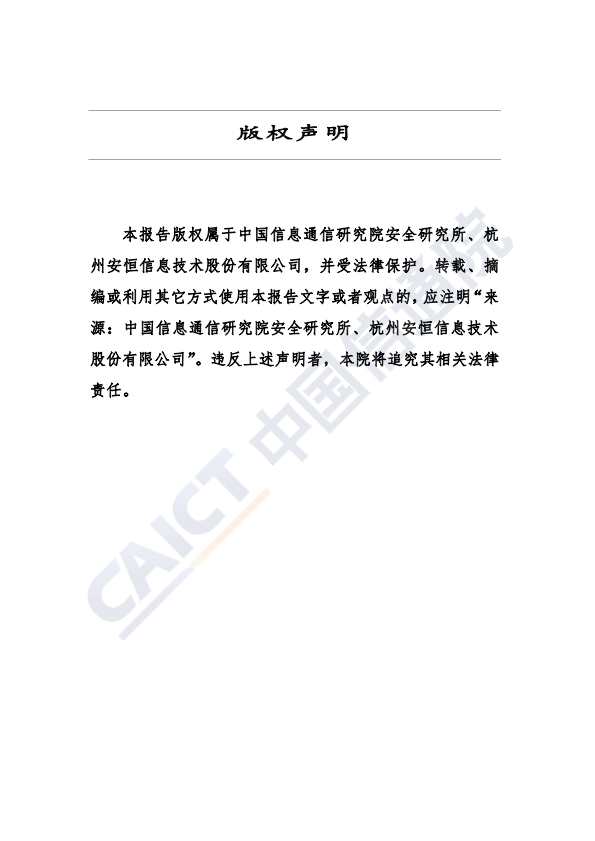 版权声明
本报告版权属于中国信息通信研究院安全研究所、杭
州安恒信息技术股份有限公司，并受法律保护。转载、摘
编或利用其它方式使用本报告文字或者观点的，应注明“来
源：中国信息通信研究院安全研究所、杭州安恒信息技术
股份有限公司”。违反上述声明者，本院将追究其相关法律
责任。
CAICT 中国信通院